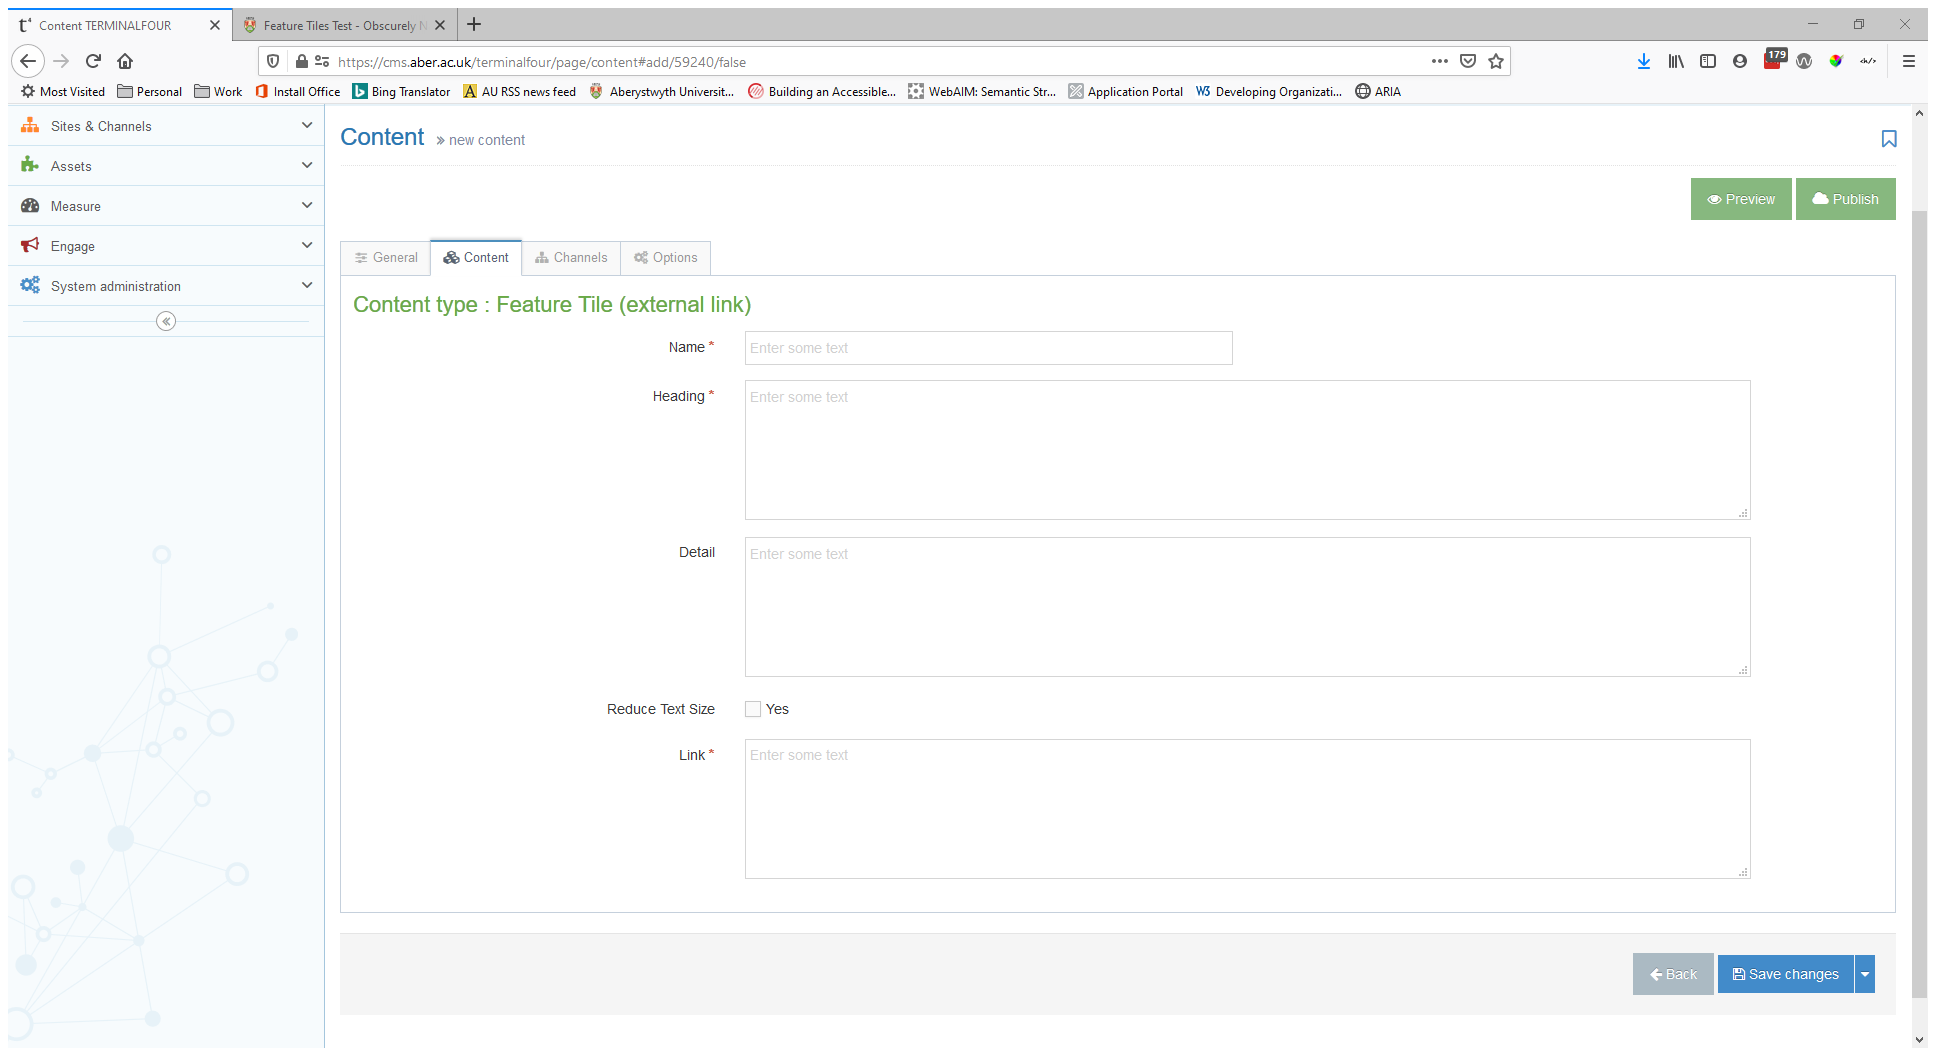 t4 Content TERMINALFOUR
Feature Tiles Test - Obscurely N
https://cms.aber.ac.uk/terminalfour/page/content#add/59240/false
179
Most Visited Personal Work Install Office Bing Translator AU RSS news feed Aberystwyth Universit... Building an Accessible... WebAIM: Semantic Str... Application Portal W3 Developing Organizati... ARIA
Sites & Channels
Assets
Measure
Engage
System administration
Content » new content
Preview Publish
General Content Channels Options
Content type : Feature Tile (external link)
Name *
Enter some text
Heading *
Enter some text
Detail
Enter some text
Reduce Text Size
Yes
Link *
Enter some text
Back Save changes